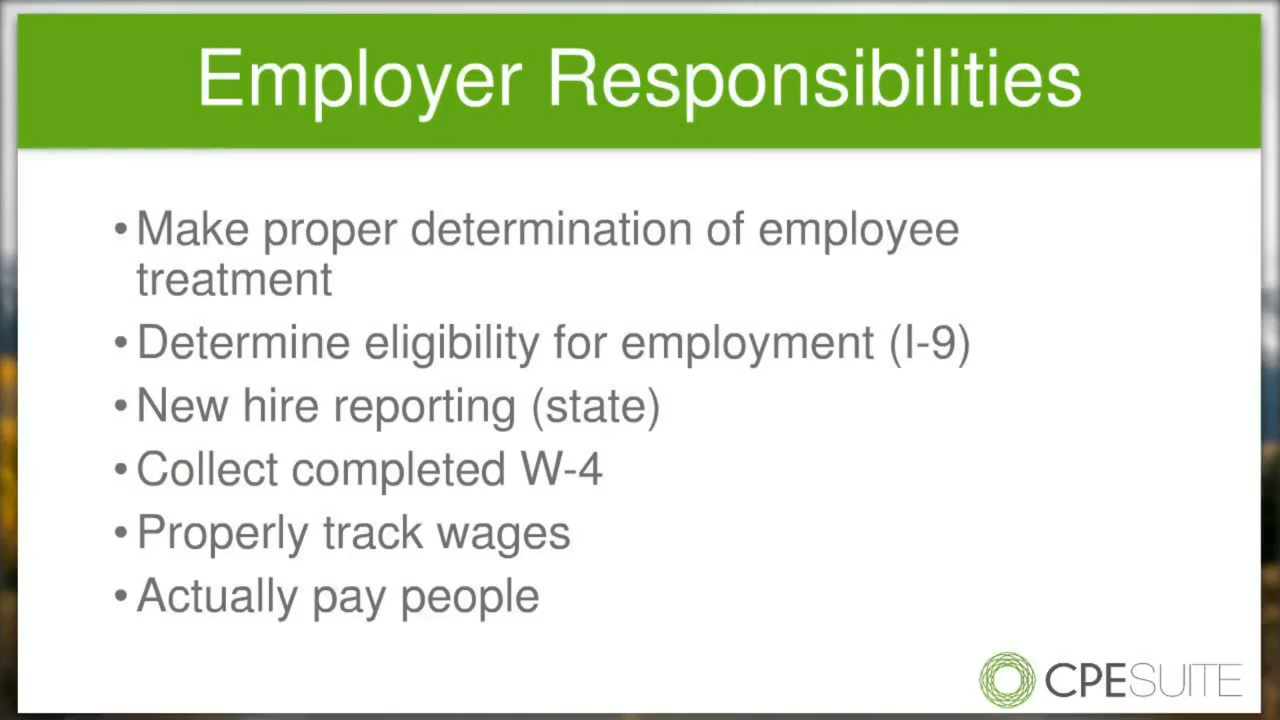 Employer Responsibilities
•Make proper determination of employee
treatment
•Determine eligibility for employment (I-9)
•New hire reporting (state)
•Collect completed W-4
•Properly track wages
•Actually pay people
CPESUITE